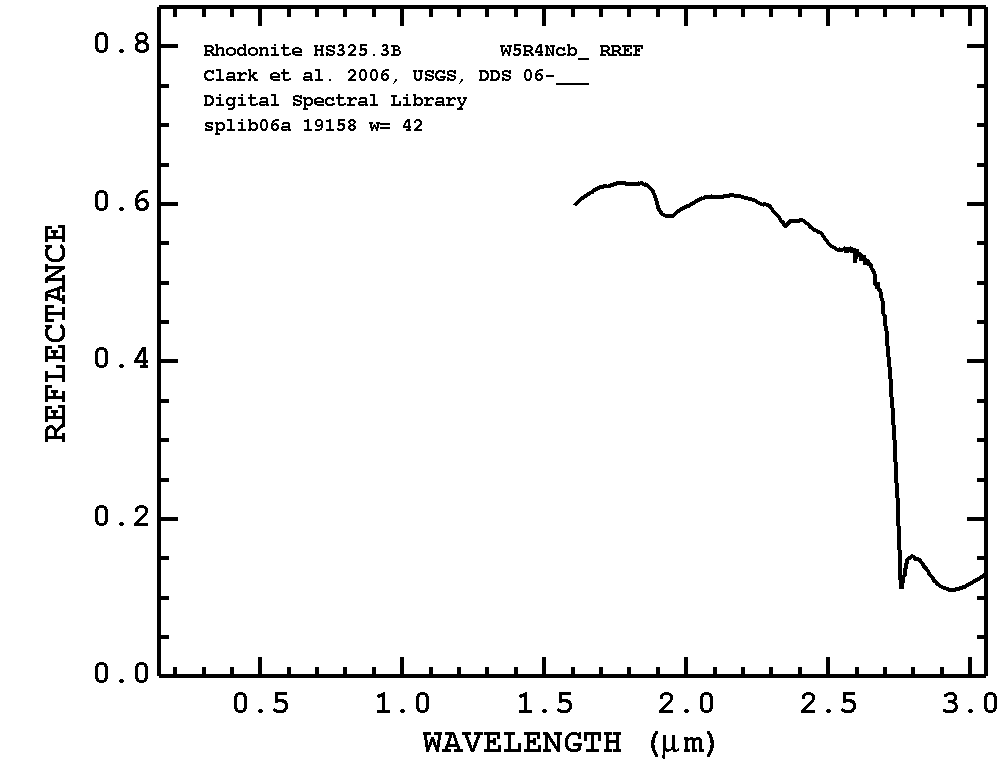 Rhodonite HS325.3B W5R4Ncb_ RREF
Clark et al. 2006, USGS, DDS 06-___
Digital Spectral Library
splib06a 19158 w= 42
REFLECTANCE
0.8
0.6
0.4
0.2
0.0
0.5 1.0 1.5 2.0 2.5 3.0
WAVELENGTH (μm)